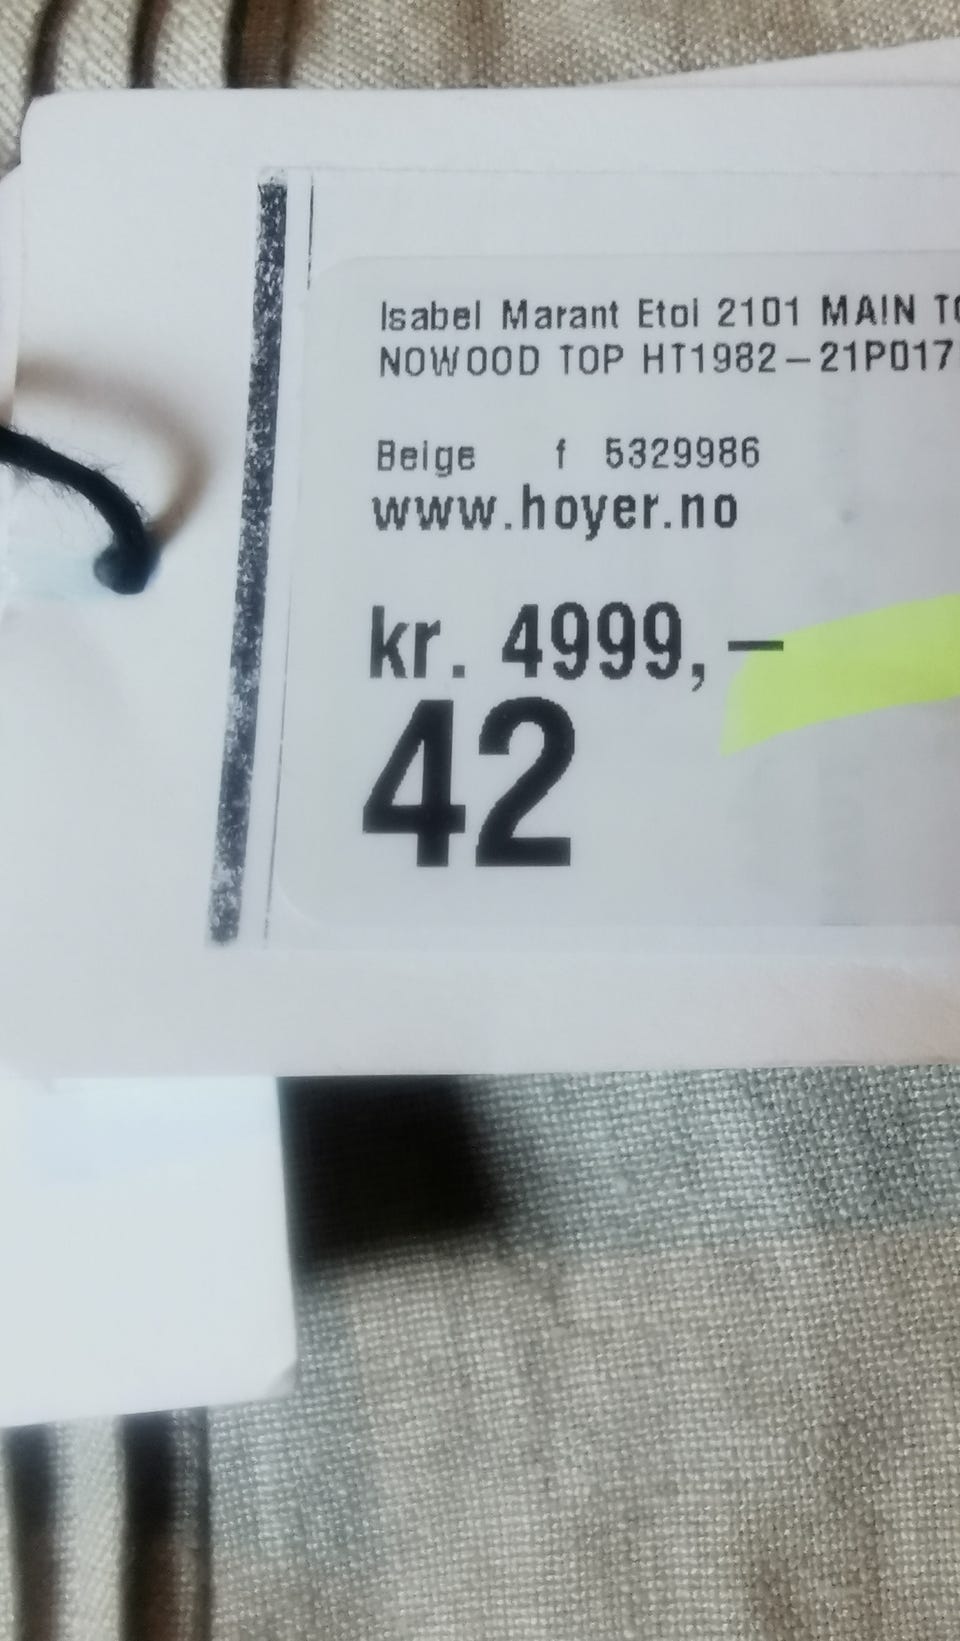 Isabel Marant Etoi 2101 MAIN
NOWOOD TOP HT1982-21P017
Beige f 5329986
www.hoyer.no
kr. 4999,-
42